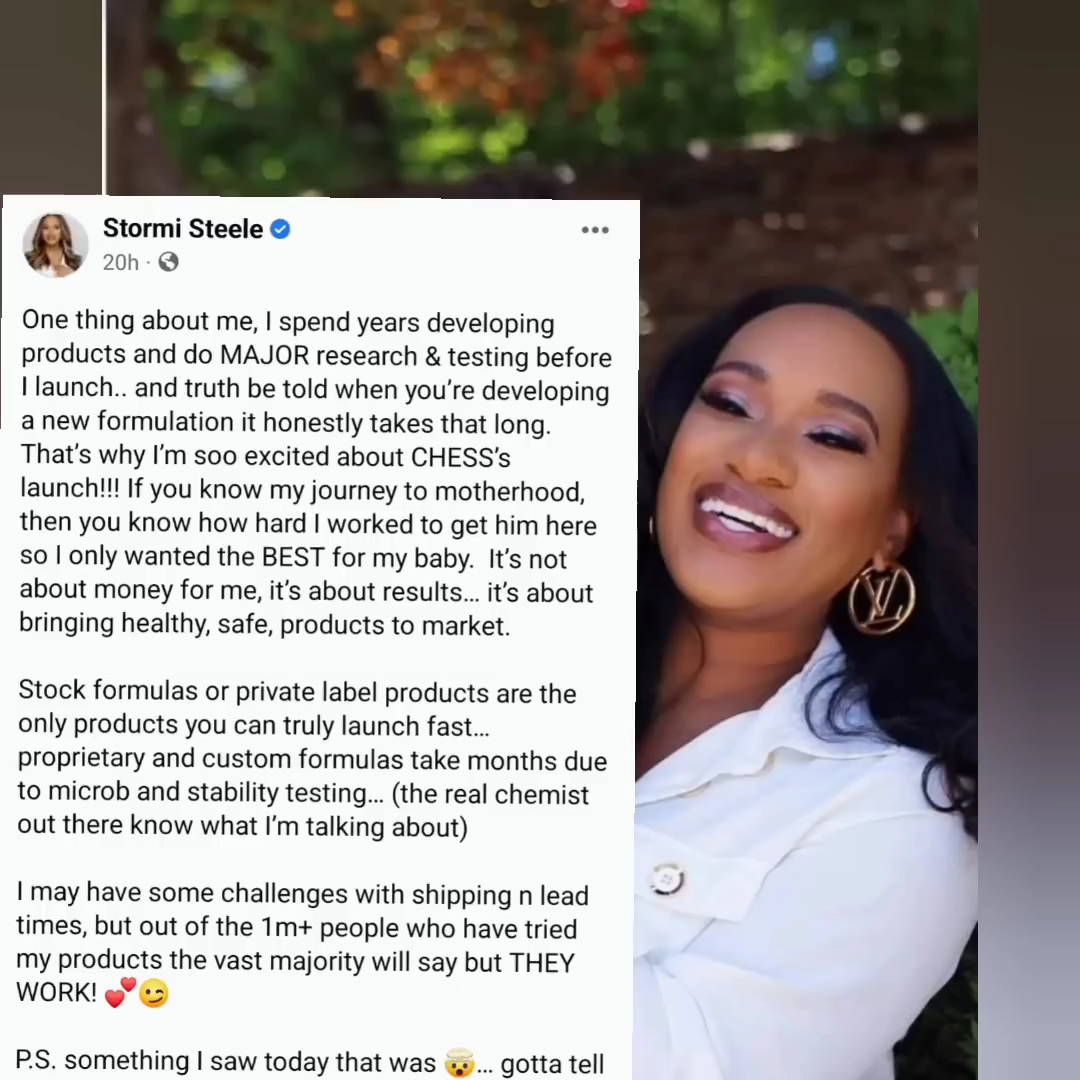 Stormi Steele
20h ·
One thing about me, I spend years developing
products and do MAJOR research & testing before
I launch.. and truth be told when you’re developing
a new formulation it honestly takes that long.
That’s why I’m soo excited about CHESS’s
launch!!! If you know my journey to motherhood,
then you know how hard I worked to get him here
so I only wanted the BEST for my baby.  It’s not
about money for me, it’s about results... it’s about
bringing healthy, safe, products to market.
Stock formulas or private label products are the
only products you can truly launch fast...
proprietary and custom formulas take months due
to microb and stability testing... (the real chemist
out there know what I’m talking about)
I may have some challenges with shipping n lead
times, but out of the 1m+ people who have tried
my products the vast majority will say but THEY
WORK! 💕😉
P.S. something I saw today that was 🤯... gotta tell
LV